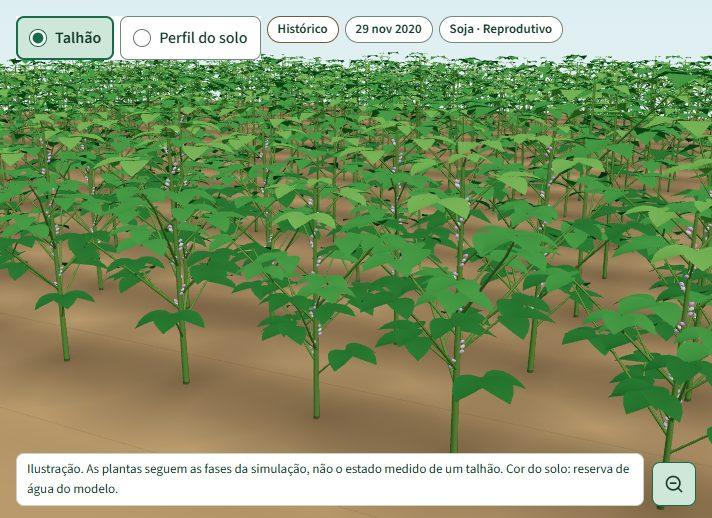 Talhão
Perfil do solo
Histórico
29 nov 2020
Soja · Reprodutivo
Ilustração. As plantas seguem as fases da simulação, não o estado medido de um talhão. Cor do solo: reserva de
água do modelo.